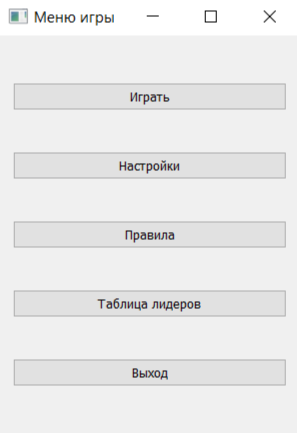 Меню игры
Играть
Настройки
Правила
Таблица лидеров
Выход